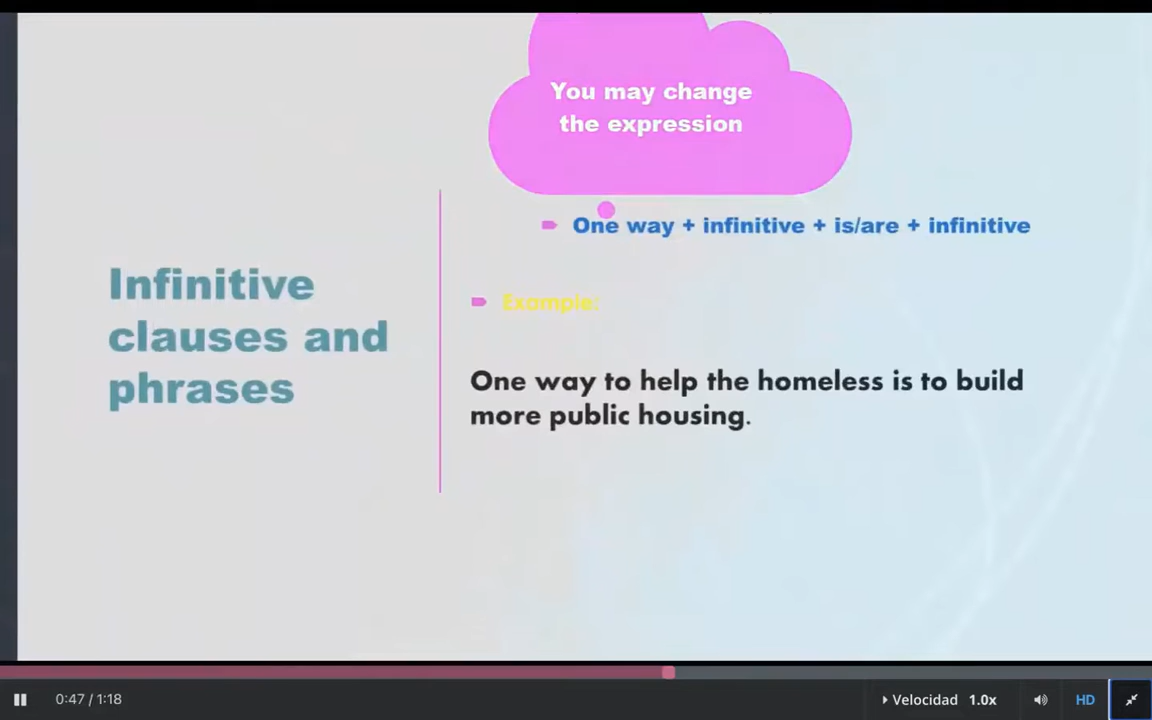 You may change
the expression
One way + infinitive + is/are + infinitive
Infinitive
clauses and
phrases
Example:
One way to help the homeless is to build
more public housing.
0:47 / 1:18
Velocidad 1.0x
HD